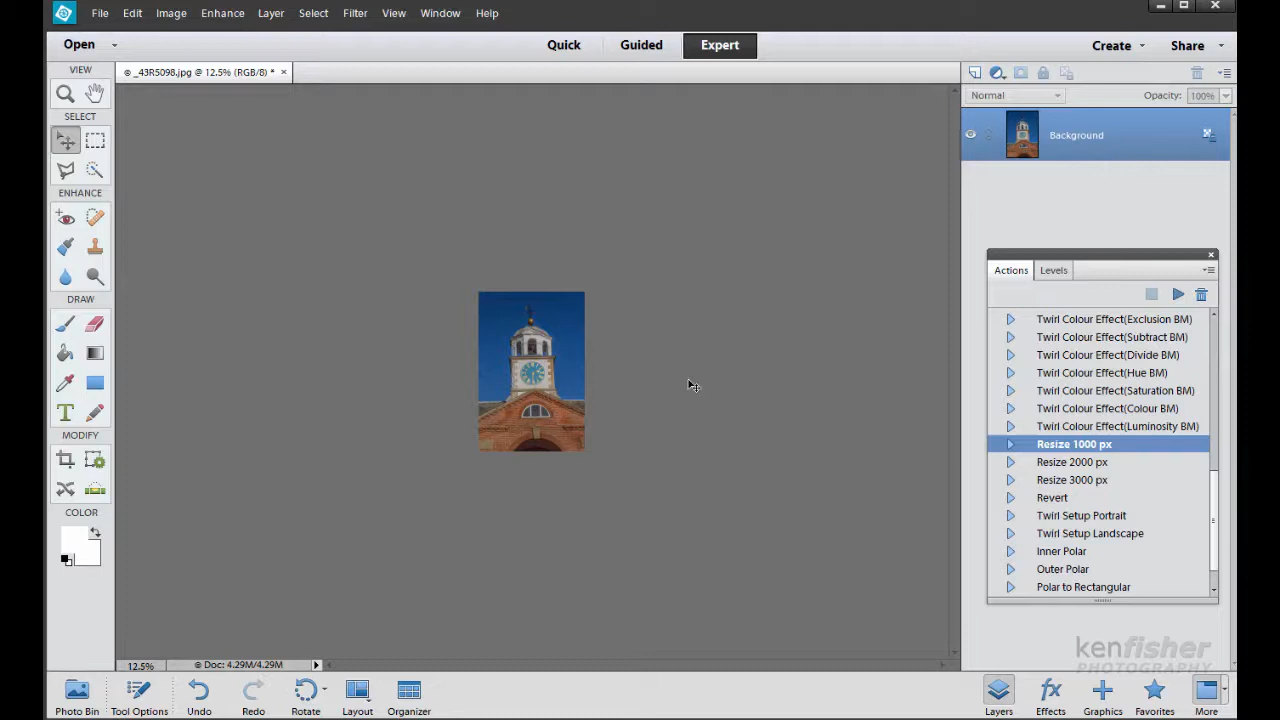 File Edit Image Enhance Layer Select Filter View Window Help
Open Quick Guided Expert Create Share
VIEW
_43R5098.jpg @ 12.5% (RGB/8) *
Normal Opacity: 100%
SELECT
Background
ENHANCE
Actions Levels
DRAW
Twirl Colour Effect(Exclusion BM)
Twirl Colour Effect(Subtract BM)
Twirl Colour Effect(Divide BM)
Twirl Colour Effect(Hue BM)
Twirl Colour Effect(Saturation BM)
Twirl Colour Effect(Colour BM)
Twirl Colour Effect(Luminosity BM)
MODIFY
Resize 1000 px
Resize 2000 px
Resize 3000 px
Revert
COLOR
Twirl Setup Portrait
Twirl Setup Landscape
Inner Polar
Outer Polar
Polar to Rectangular
kenfisher
PHOTOGRAPHY
12.5% Doc: 4.29M/4.29M
Photo Bin Tool Options Undo Redo Rotate Layout Organizer Layers Effects Graphics Favorites More